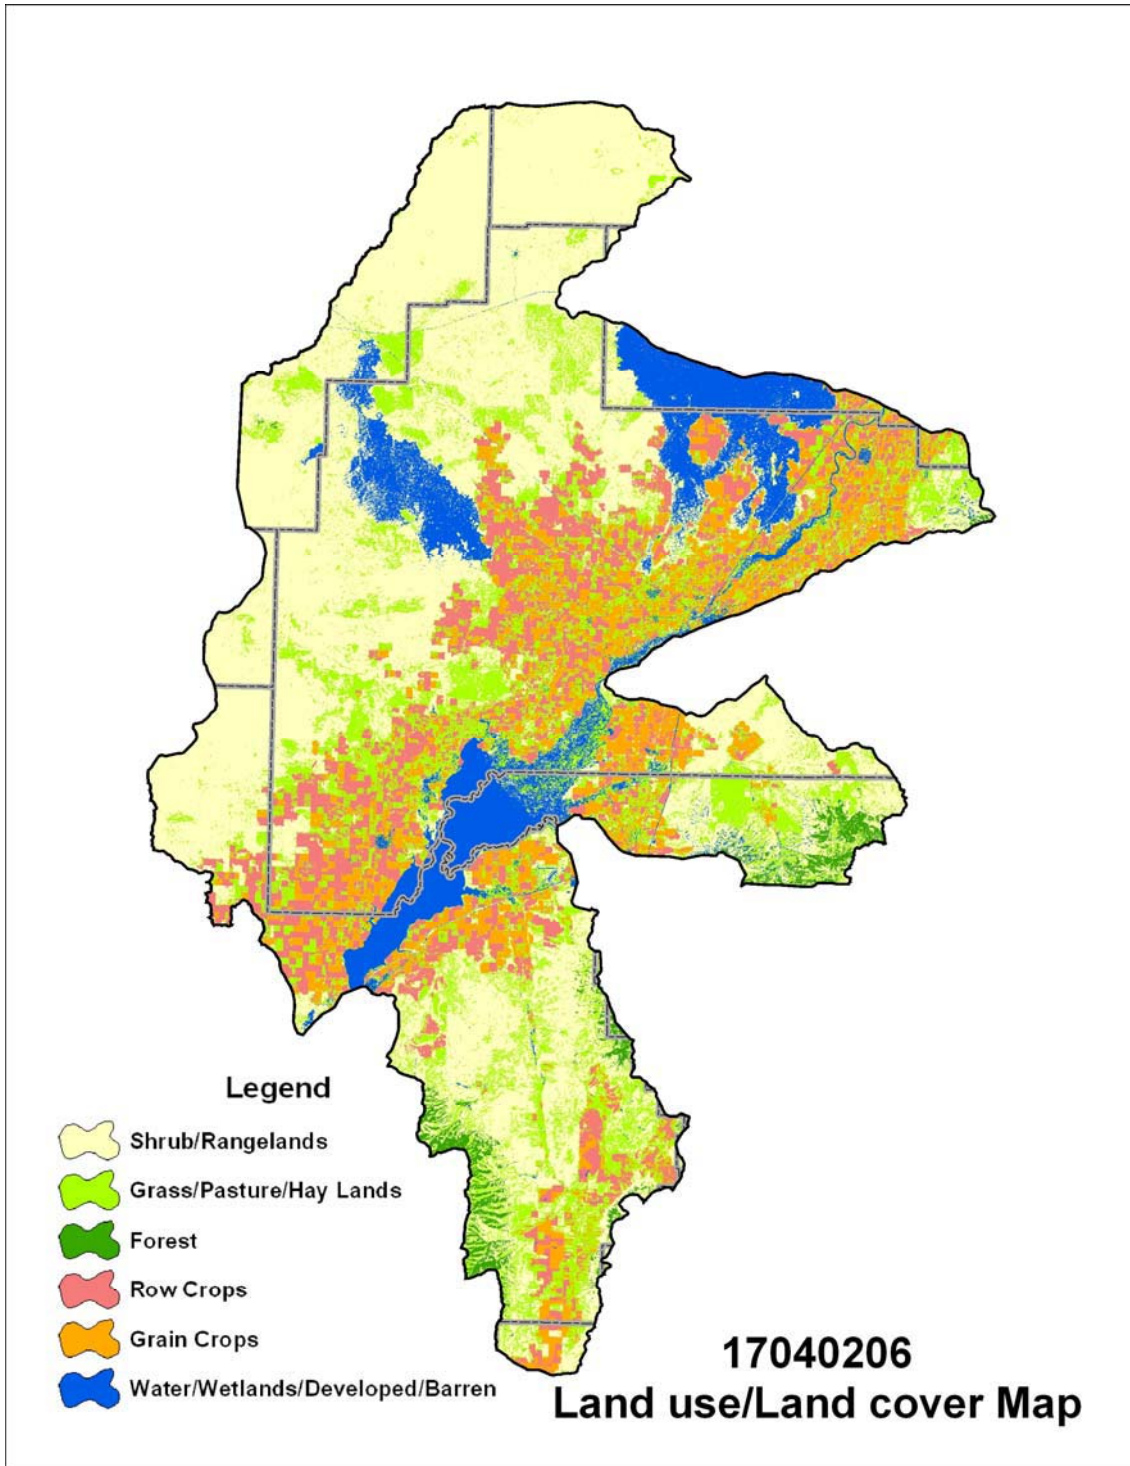 Legend
Shrub/Rangelands
Grass/Pasture/Hay Lands
Forest
Row Crops
Grain Crops
Water/Wetlands/Developed/Barren
17040206
Land use/Land cover Map